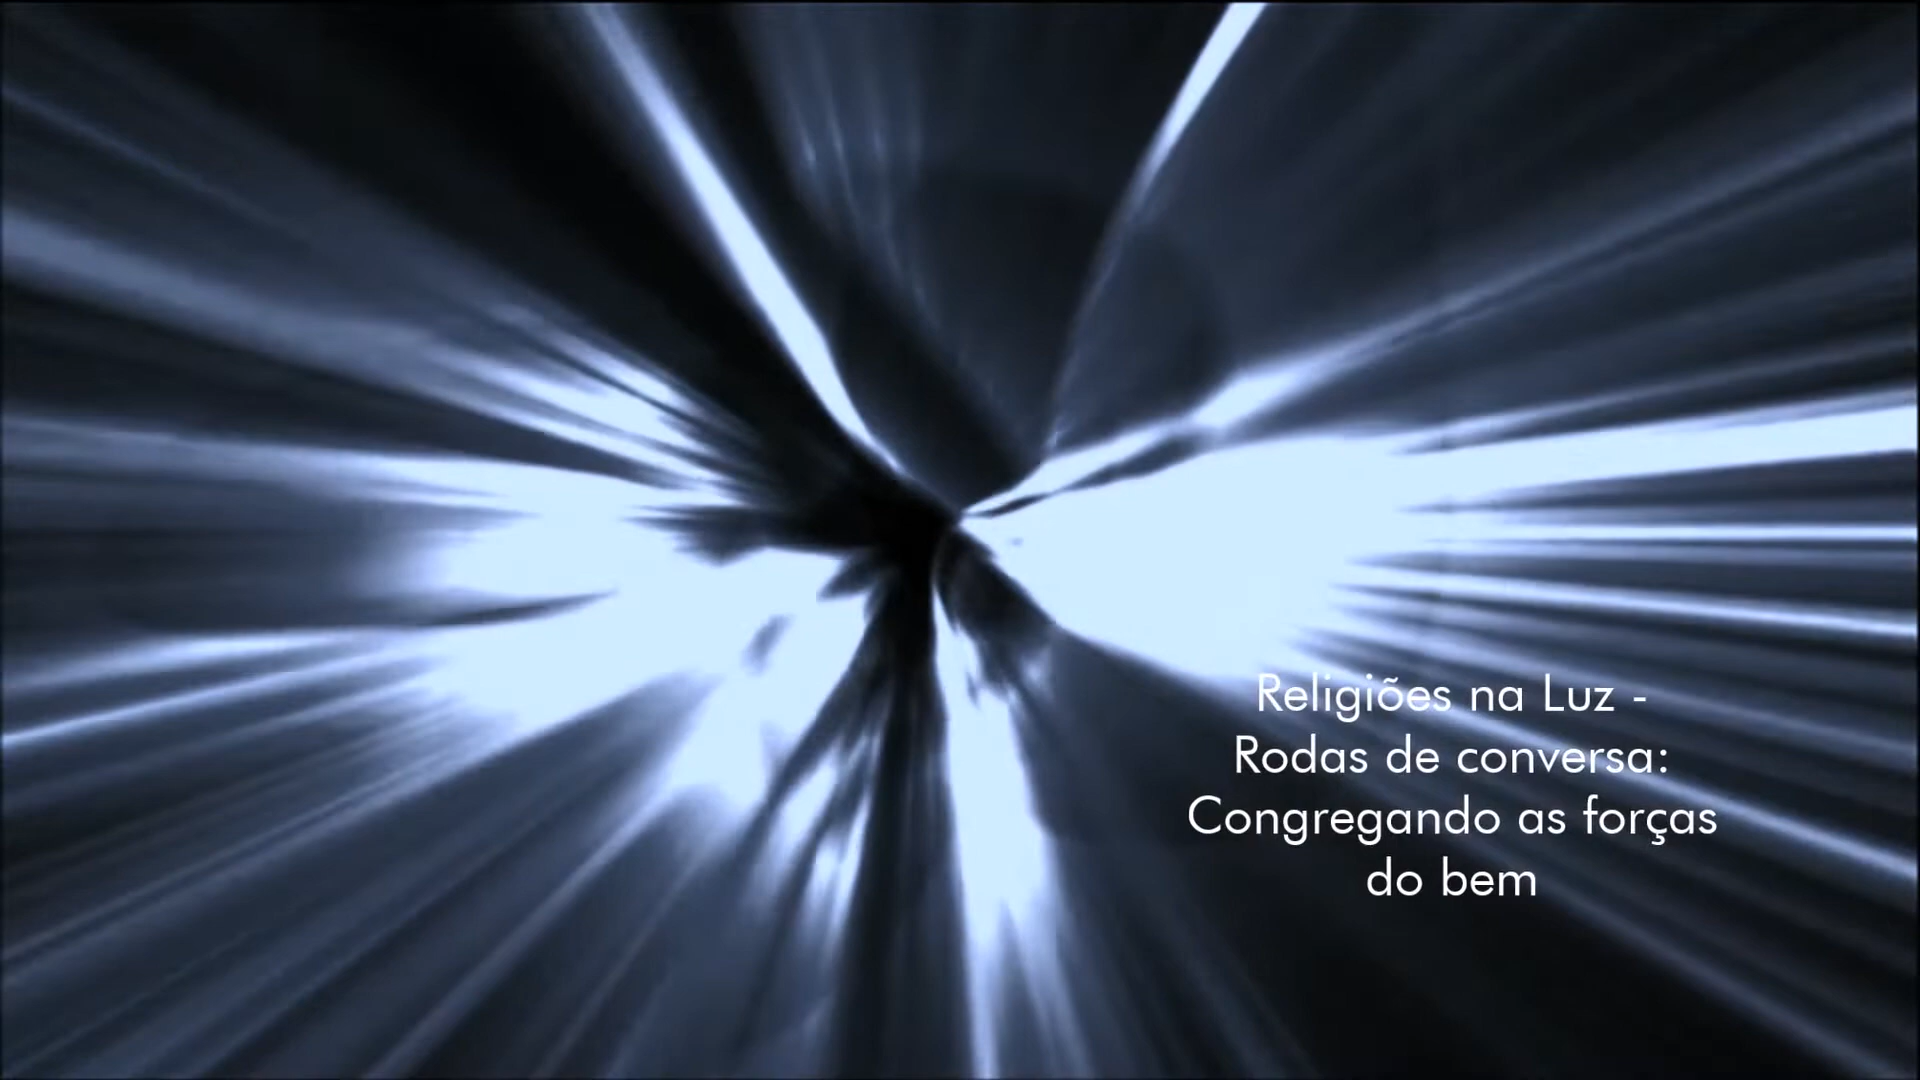 Religiões na Luz -
Rodas de conversa:
Congregando as forças
do bem